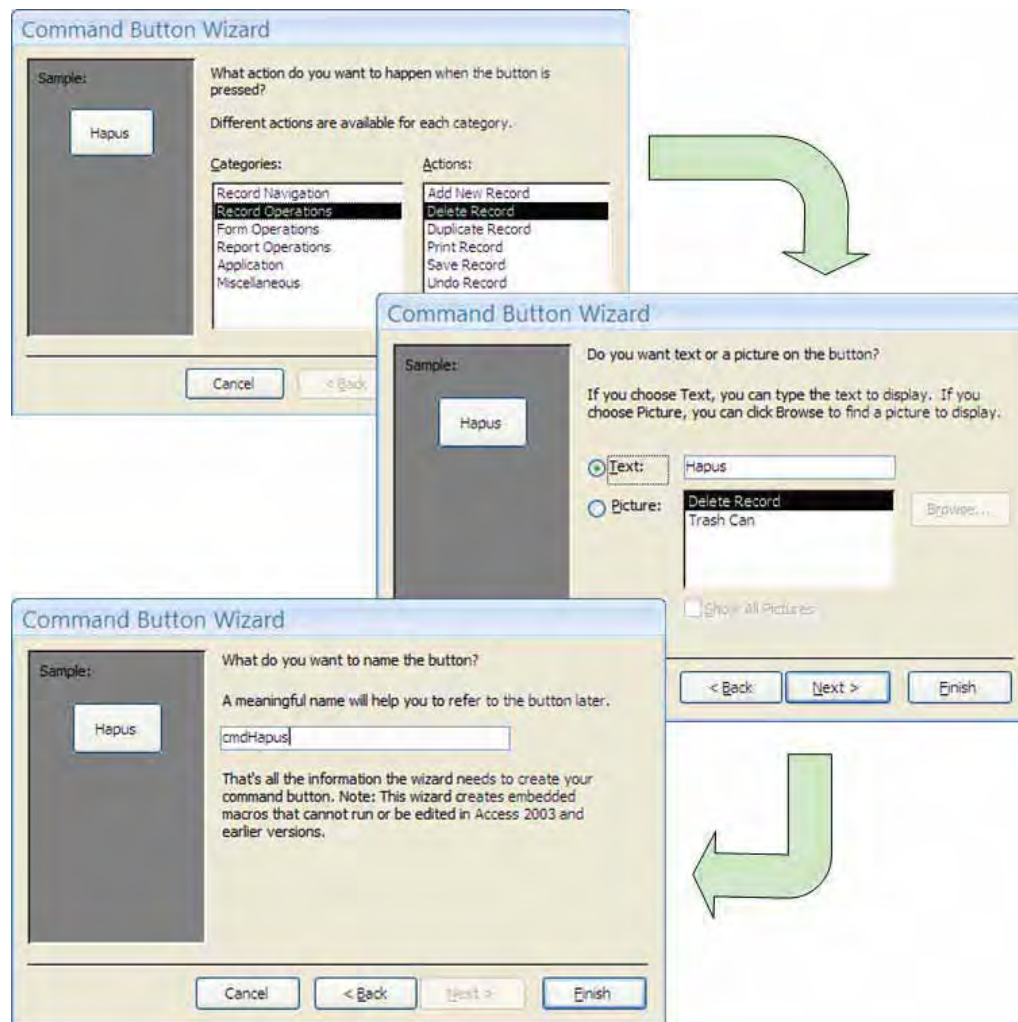 Command Button Wizard
Sample:
Hapus
What action do you want to happen when the button is
pressed?
Different actions are available for each category.
Categories:
Record Navigation
Record Operations
Form Operations
Report Operations
Application
Miscellaneous
Actions:
Add New Record
Delete Record
Duplicate Record
Print Record
Save Record
Undo Record
Cancel
< Back
Command Button Wizard
Sample:
Hapus
Do you want text or a picture on the button?
If you choose Text, you can type the text to display. If you
choose Picture, you can click Browse to find a picture to display.
Text:
Hapus
Picture:
Delete Record
Trash Can
Browse...
Show All Pictures
< Back
Next >
Finish
Command Button Wizard
Sample:
Hapus
What do you want to name the button?
A meaningful name will help you to refer to the button later.
cmdHapus
That's all the information the wizard needs to create your
command button. Note: This wizard creates embedded
macros that cannot run or be edited in Access 2003 and
earlier versions.
Cancel
< Back
Next >
Finish